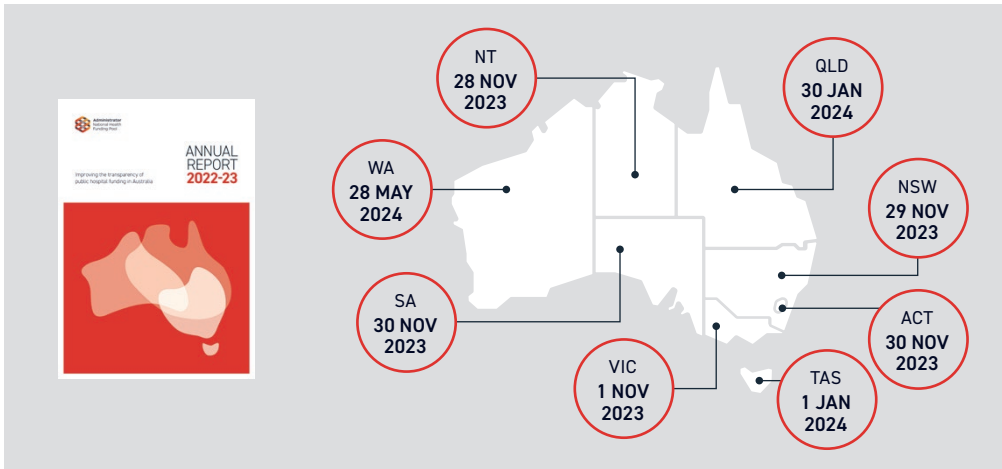 Administrator
National Health
Funding Pool
ANNUAL
REPORT
2022-23
Improving the transparency of
public hospital funding in Australia
NT
28 NOV
2023
QLD
30 JAN
2024
WA
28 MAY
2024
NSW
29 NOV
2023
SA
30 NOV
2023
ACT
30 NOV
2023
VIC
1 NOV
2023
TAS
1 JAN
2024